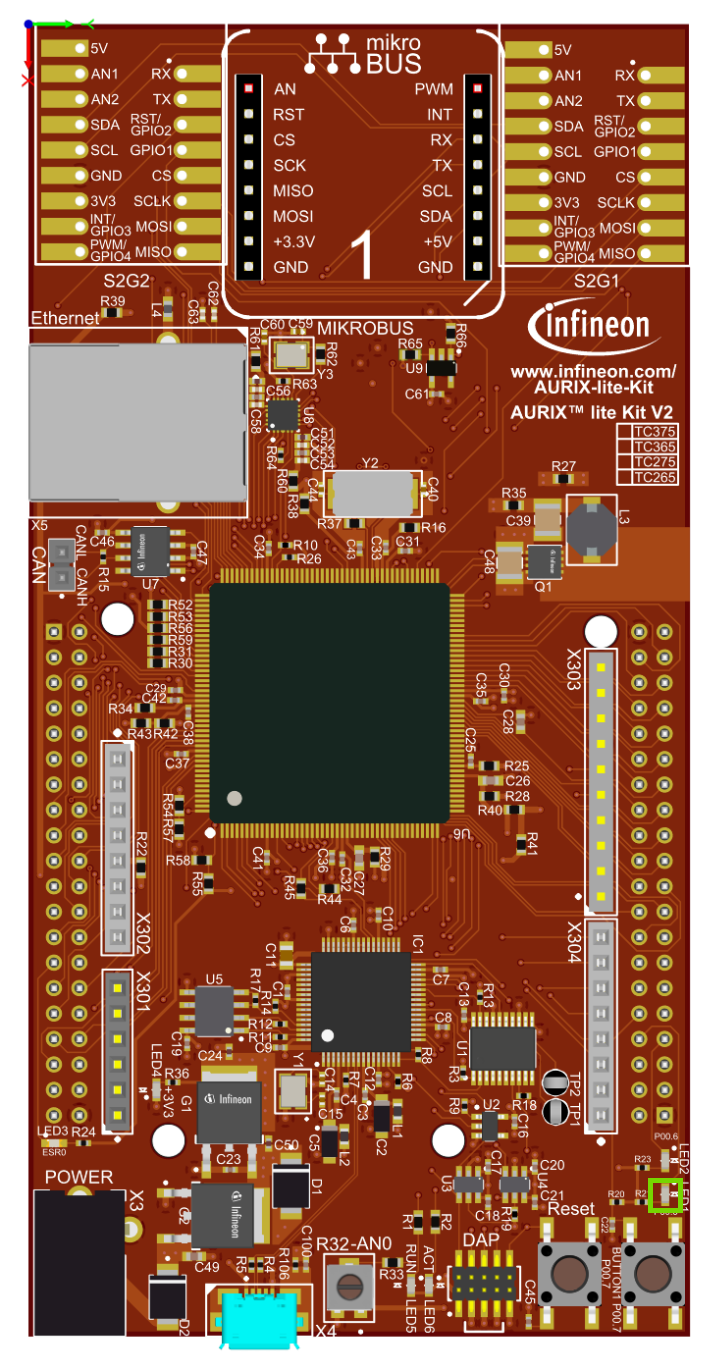 5V
AN1
AN2
SDA
SCL
GND
3V3
INT/
GPIO3
PWM/
GPIO4
RX
TX
RST/
GPIO2
GPIO1
CS
SCLK
MOSI
MISO
S2G2
mikro
BUS
AN
RST
CS
SCK
MISO
MOSI
+3.3V
GND
PWM
INT
RX
TX
SCL
SDA
+5V
GND
1
MIKROBUS
5V
AN1
AN2
SDA
SCL
GND
3V3
INT/
GPIO3
PWM/
GPIO4
RX
TX
RST/
GPIO2
GPIO1
CS
SCLK
MOSI
MISO
S2G1
R39
L4
C63
C62
Ethernet
C60
C59
R61
R62
Y3
R63
C56
C58
U8
R64
R60
C51
C52
C53
C54
R38
C44
Y2
C40
R37
R16
R65
R66
U9
C61
infineon
www.infineon.com/
AURIX-lite-Kit
AURIX™ lite Kit V2
TC375
TC365
TC275
TC265
R27
R35
C39
L3
C48
Q1
X5
CAN
CANL
CANH
C46
R15
U7
C47
C34
R10
R26
C43
C33
C31
R52
R53
R56
R59
R31
R30
C29
C42
R34
R43
R42
C38
C37
R54
R57
R58
R55
R22
X302
X301
C35
C30
C28
C25
R25
C26
R28
R40
R41
U6
X303
X304
C41
C36
C32
C27
R29
R45
R44
C6
C10
IC1
C11
C7
C8
R8
U5
R17
R14
C1
R12
R11
C9
C19
C24
Y1
C14
R7
C4
C12
R6
C15
C3
C5
L2
C2
L1
C13
R13
U1
R3
R9
R18
U2
C16
TP2
TP1
LED4
+3V3
R36
G1
Infineon
LED3
R24
ESR0
C23
C50
D1
POWER
X3
G2
Infineon
C49
D2
R5
R4
R106
C100
X4
R32-AN0
R1
R2
R33
RUN
ACT
LED5
LED6
C17
C20
U3
U4
C21
C18
R19
DAP
C45
Reset
P00.6
R23
LED2
LED1
R20
C22
BUTTON1
P00.7
P00.7